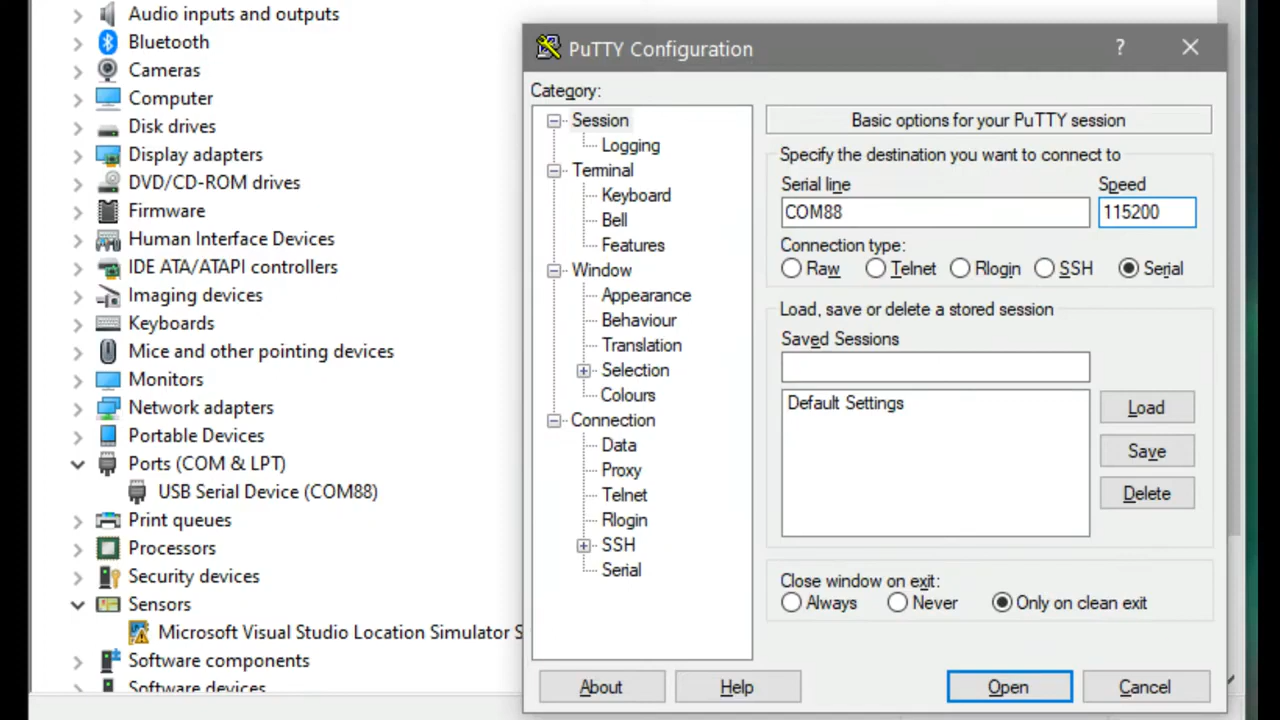 Audio inputs and outputs
Bluetooth
Cameras
Computer
Disk drives
Display adapters
DVD/CD-ROM drives
Firmware
Human Interface Devices
IDE ATA/ATAPI controllers
Imaging devices
Keyboards
Mice and other pointing devices
Monitors
Network adapters
Portable Devices
Ports (COM & LPT)
USB Serial Device (COM88)
Print queues
Processors
Security devices
Sensors
Microsoft Visual Studio Location Simulator S
Software components
Software devices
PuTTY Configuration
?
Category:
Session
Logging
Terminal
Keyboard
Bell
Features
Window
Appearance
Behaviour
Translation
Selection
Colours
Connection
Data
Proxy
Telnet
Rlogin
SSH
Serial
Basic options for your PuTTY session
Specify the destination you want to connect to
Serial line Speed
COM88 115200
Connection type:
Raw Telnet Rlogin SSH Serial
Load, save or delete a stored session
Saved Sessions
Default Settings
Load
Save
Delete
Close window on exit:
Always Never Only on clean exit
About Help Open Cancel